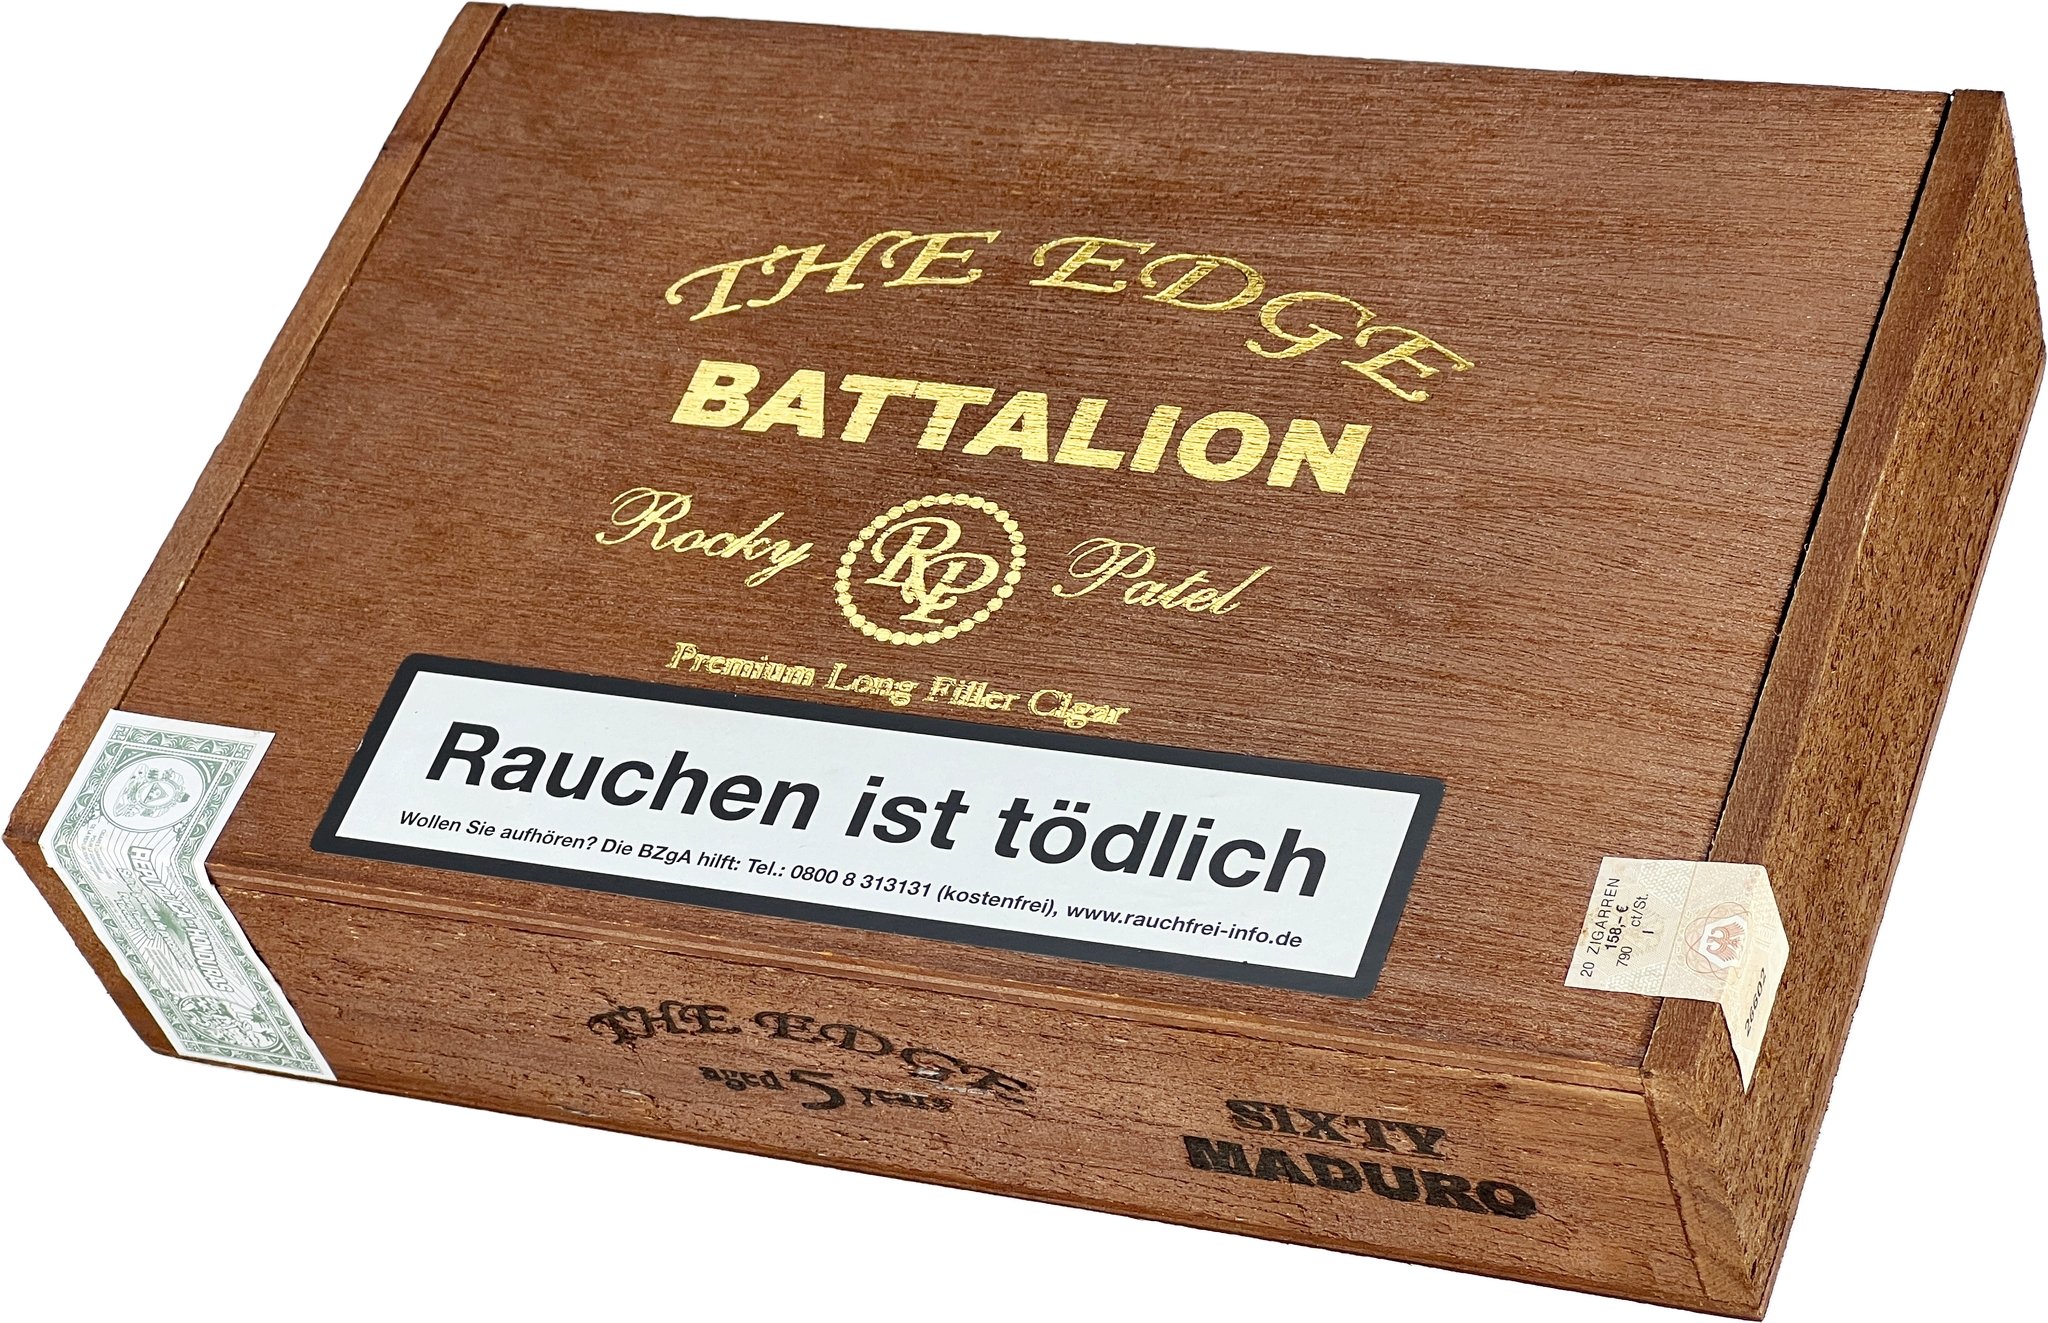 THE EDGE
BATTALION
Rocky RP Patel
Premium Long Filler Cigar
Rauchen ist tödlich
Wollen Sie aufhören? Die BZgA hilft: Tel.: 0800 8 313131 (kostenfrei), www.rauchfrei-info.de
20 ZIGARREN
158,- €
790 ct/St.
26602
THE EDGE
aged 5 years
SIXTY
MADURO
HONDURAS